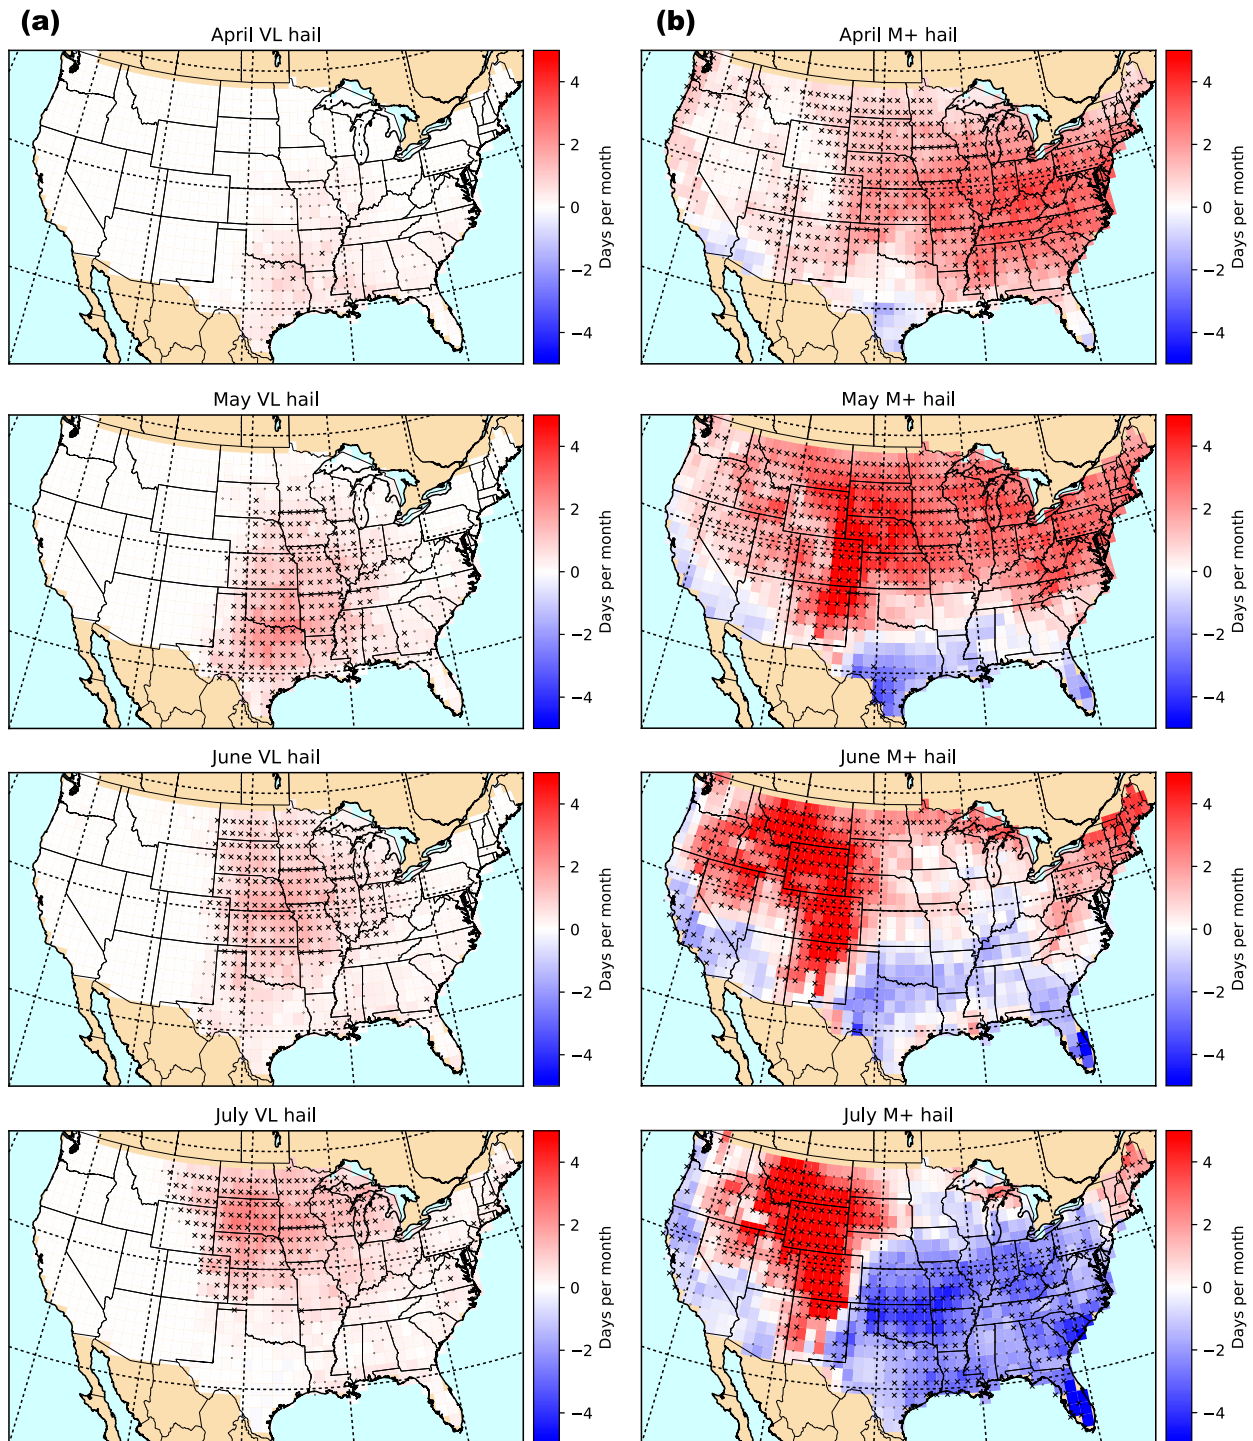 (a)
(b)
April VL hail
April M+ hail
4
2
0
−2
−4
Days per month
4
2
0
−2
−4
Days per month
May VL hail
May M+ hail
4
2
0
−2
−4
Days per month
4
2
0
−2
−4
Days per month
June VL hail
June M+ hail
4
2
0
−2
−4
Days per month
4
2
0
−2
−4
Days per month
July VL hail
July M+ hail
4
2
0
−2
−4
Days per month
4
2
0
−2
−4
Days per month